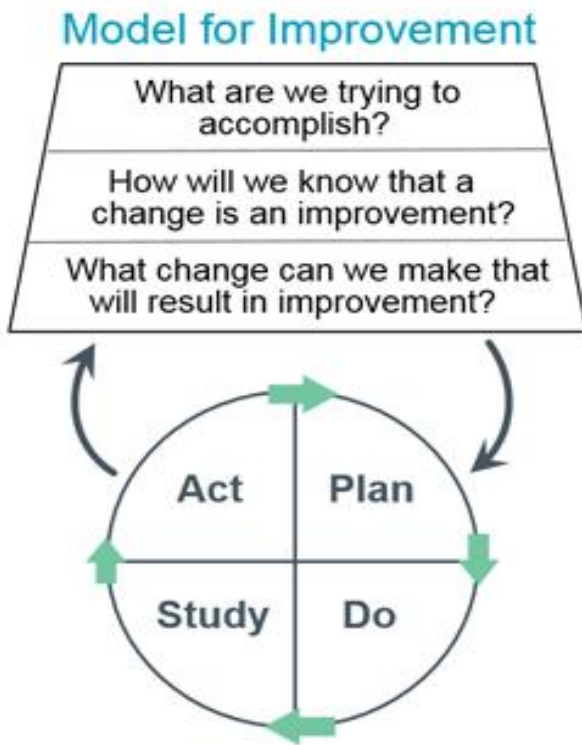 Model for Improvement
What are we trying to
accomplish?
How will we know that a
change is an improvement?
What change can we make that
will result in improvement?
Act
Plan
Study
Do